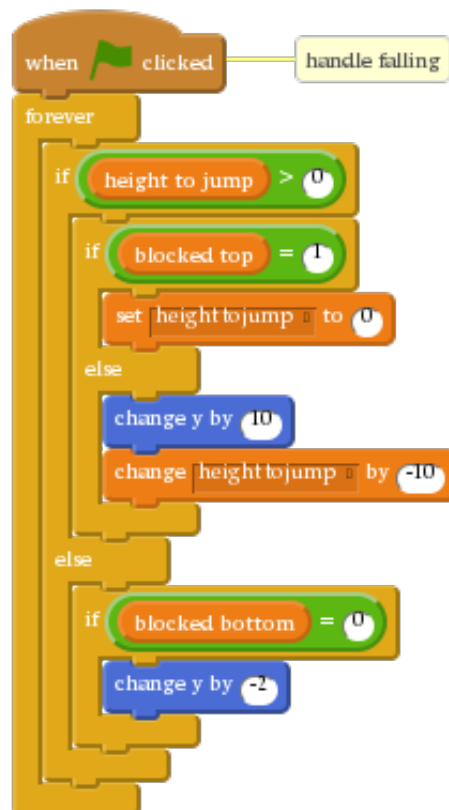 when clicked handle falling
forever
if height to jump > 0
if blocked top = 1
set height to jump to 0
else
change y by 10
change height to jump by -10
else
if blocked bottom = 0
change y by -2